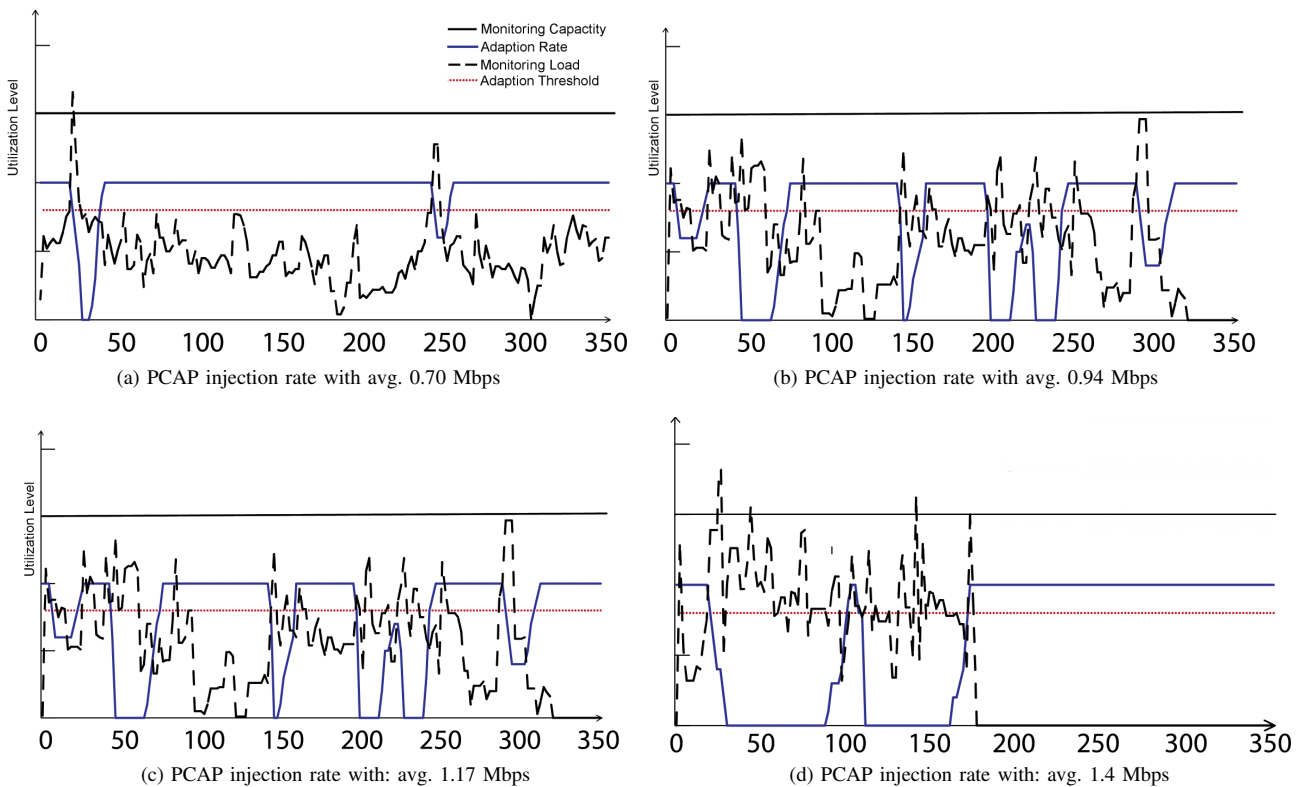 Utilization Level
Monitoring Capactity
Adaption Rate
Monitoring Load
Adaption Threshold
0 50 100 150 200 250 300 350
(a) PCAP injection rate with avg. 0.70 Mbps
Utilization Level
0 50 100 150 200 250 300 350
(b) PCAP injection rate with avg. 0.94 Mbps
Utilization Level
0 50 100 150 200 250 300 350
(c) PCAP injection rate with: avg. 1.17 Mbps
0 50 100 150 200 250 300 350
(d) PCAP injection rate with: avg. 1.4 Mbps